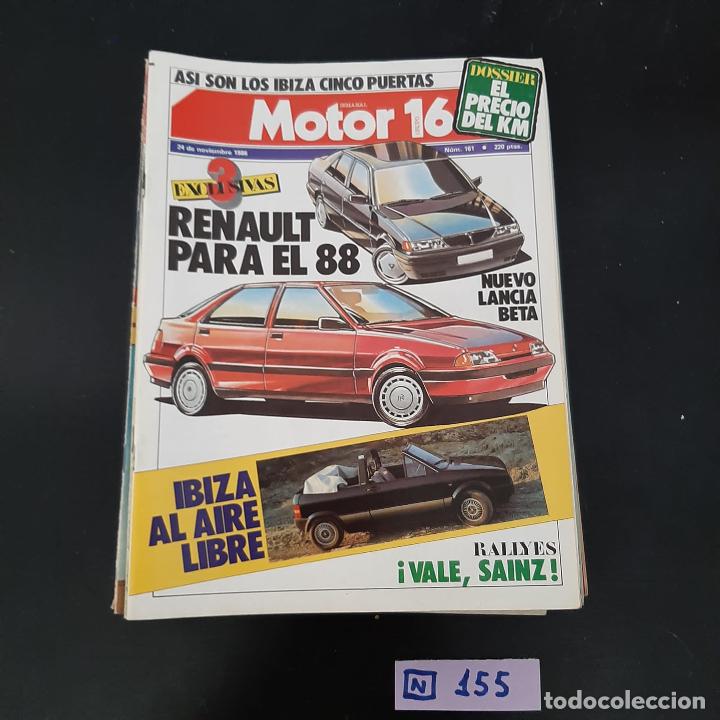 ASI SON LOS IBIZA CINCO PUERTAS
DOSSIER
EL
PRECIO
DEL KM
SEMANAL
Motor 16
GRUPO
24 de noviembre 1986
Núm. 161 • 220 ptas.
3
EXCLUSIVAS
RENAULT
PARA EL 88
NUEVO
LANCIA
BETA
IBIZA
AL AIRE
LIBRE
RALLYES
¡VALE, SAINZ!
N 155
todocoleccion